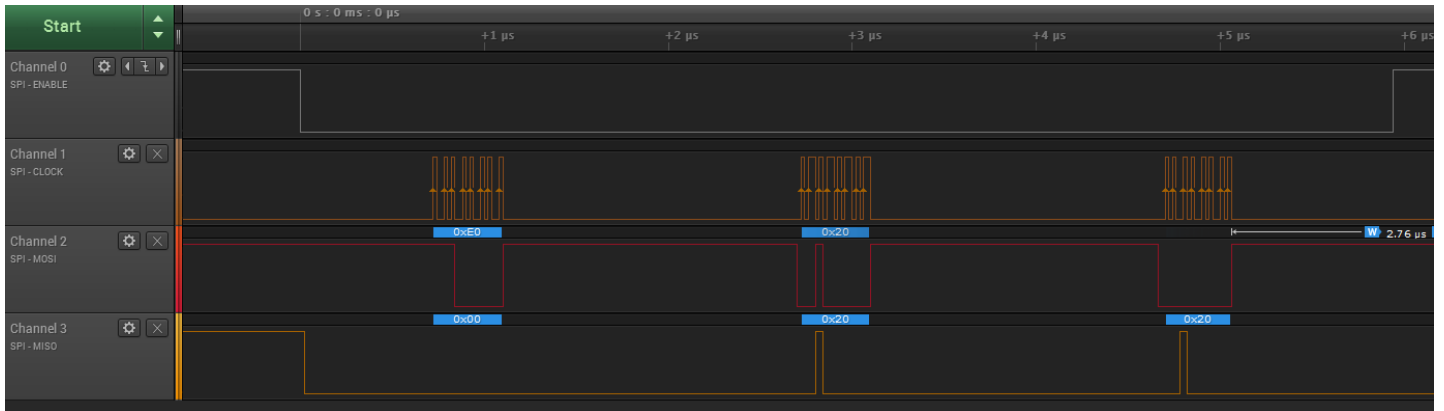 Start
0 s : 0 ms : 0 µs
+1 µs
+2 µs
+3 µs
+4 µs
+5 µs
+6 µs
Channel 0
SPI - ENABLE
Channel 1
SPI - CLOCK
Channel 2
SPI - MOSI
0xE0
0x20
W 2.76 µs
Channel 3
SPI - MISO
0x00
0x20
0x20